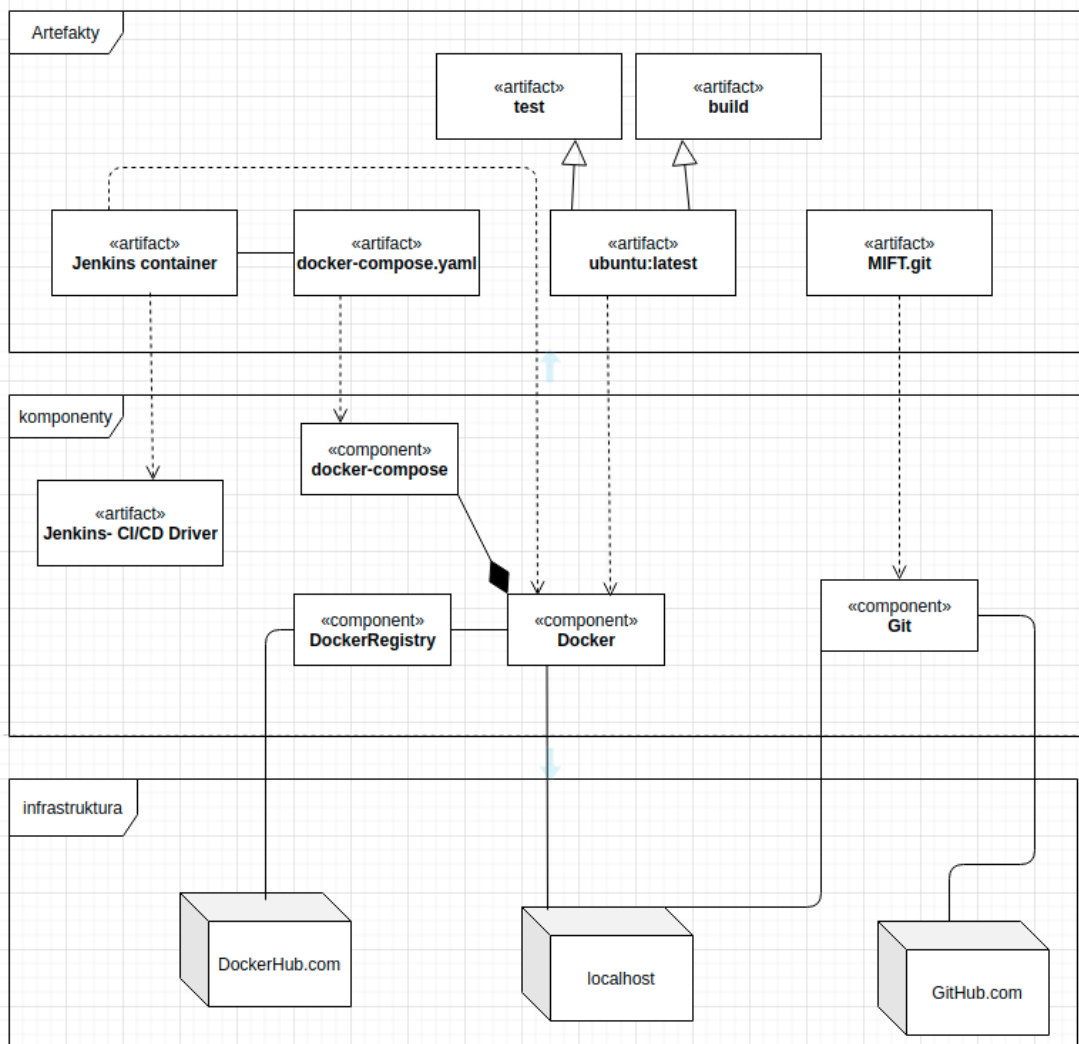 Artefakty
«artifact»
test
«artifact»
build
«artifact»
Jenkins container
«artifact»
docker-compose.yaml
«artifact»
ubuntu:latest
«artifact»
MIFT.git
komponenty
«component»
docker-compose
«artifact»
Jenkins- CI/CD Driver
«component»
DockerRegistry
«component»
Docker
«component»
Git
infrastruktura
DockerHub.com
localhost
GitHub.com